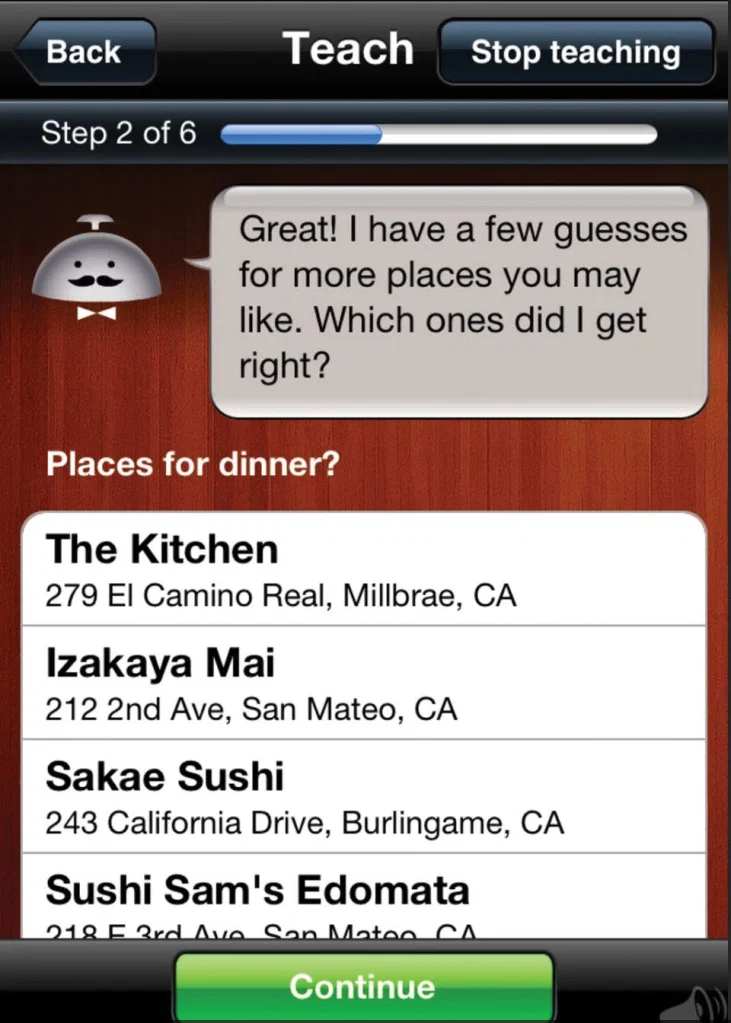 Back
Teach
Stop teaching
Step 2 of 6
Great! I have a few guesses
for more places you may
like. Which ones did I get
right?
Places for dinner?
The Kitchen
279 El Camino Real, Millbrae, CA
Izakaya Mai
212 2nd Ave, San Mateo, CA
Sakae Sushi
243 California Drive, Burlingame, CA
Sushi Sam's Edomata
218 E 3rd Ave, San Mateo, CA
Continue